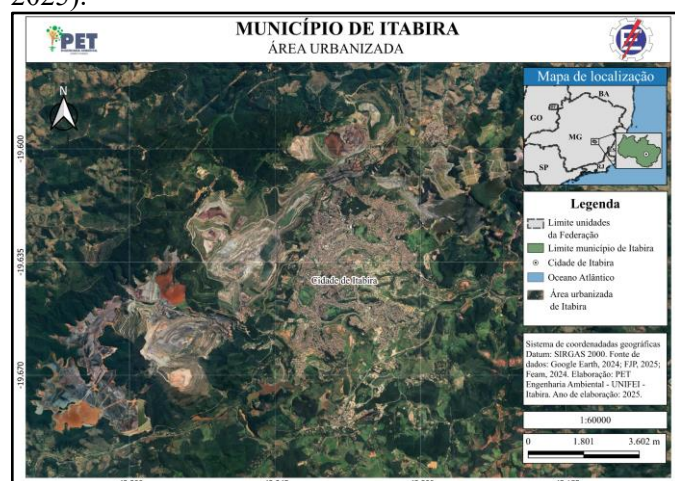 2025).
PET
MUNICÍPIO DE ITABIRA
ÁREA URBANIZADA
N
-19.600
-19.635
-19.670
Cidade de Itabira
Mapa de localização
BA
GO
MG
SP
RJ
Legenda
Limite unidades
da Federação
Limite município de Itabira
Cidade de Itabira
Oceano Atlântico
Área urbanizada
de Itabira
Sistema de coordenadadas geográficas
Datum: SIRGAS 2000. Fonte de
dados: Google Earth, 2024; FJP, 2025;
Feam, 2024. Elaboração: PET
Engenharia Ambiental - UNIFEI -
Itabira. Ano de elaboração: 2025.
1:60000
0 1.801 3.602 m